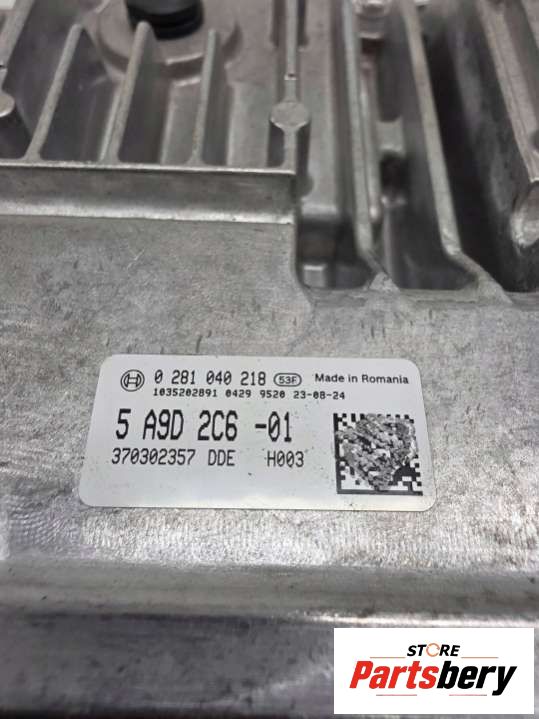 0 281 040 218 53F Made in Romania
1035202891 0429 9520 23-08-24
5 A9D 2C6 -01
370302357 DDE H003
STORE
Partsbery